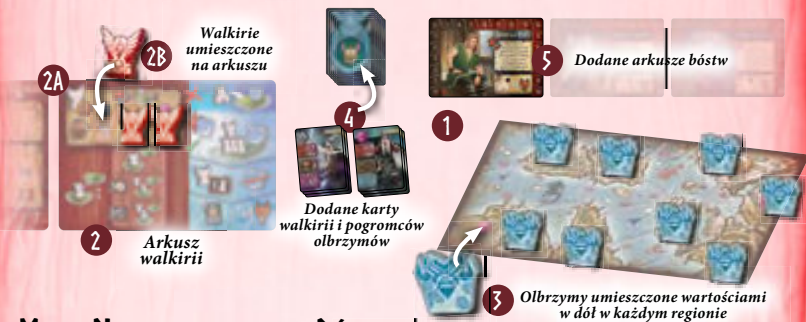 2A
2B
Walkirie
umieszczone
na arkuszu
2
Arkusz
walkirii
4
Dodane karty
walkirii i pogromców
olbrzymów
5
Dodane arkusze bóstw
1
3
Olbrzymy umieszczone wartościami
w dół w każdym regionie